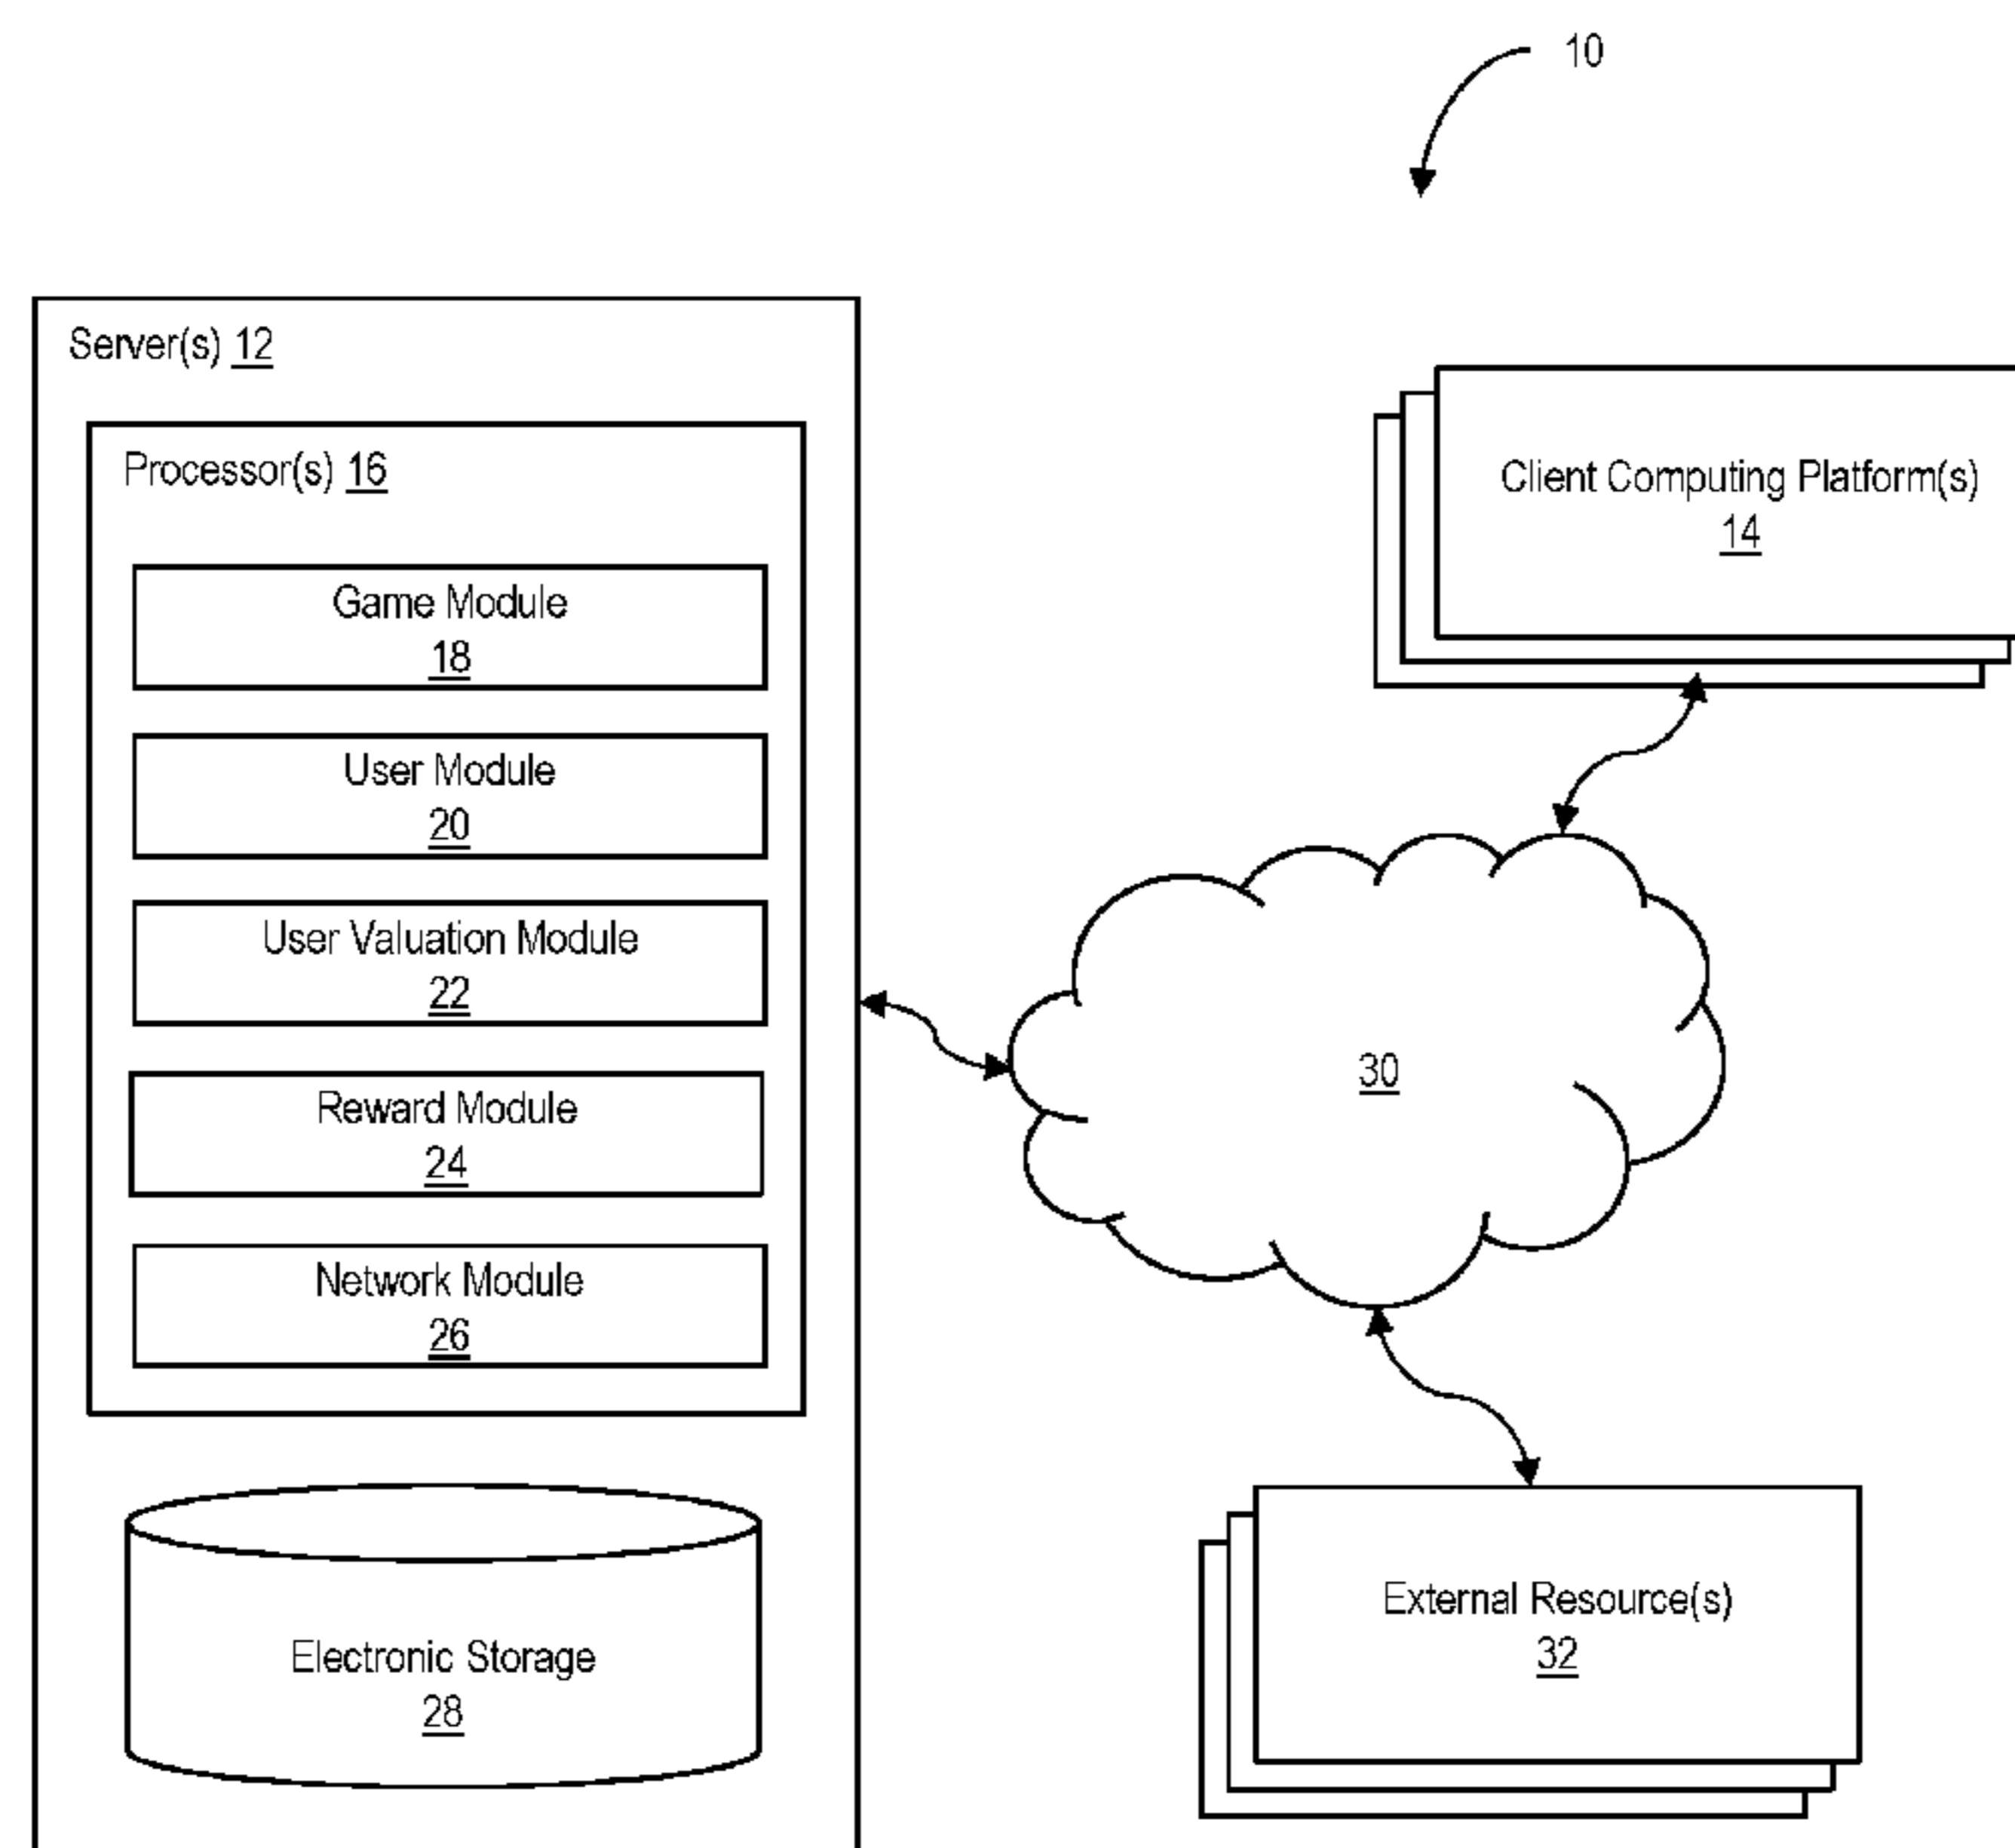 10
Server(s) 12
Processor(s) 16
Game Module
18
User Module
20
User Valuation Module
22
Reward Module
24
Network Module
26
Electronic Storage
28
Client Computing Platform(s)
14
30
External Resource(s)
32